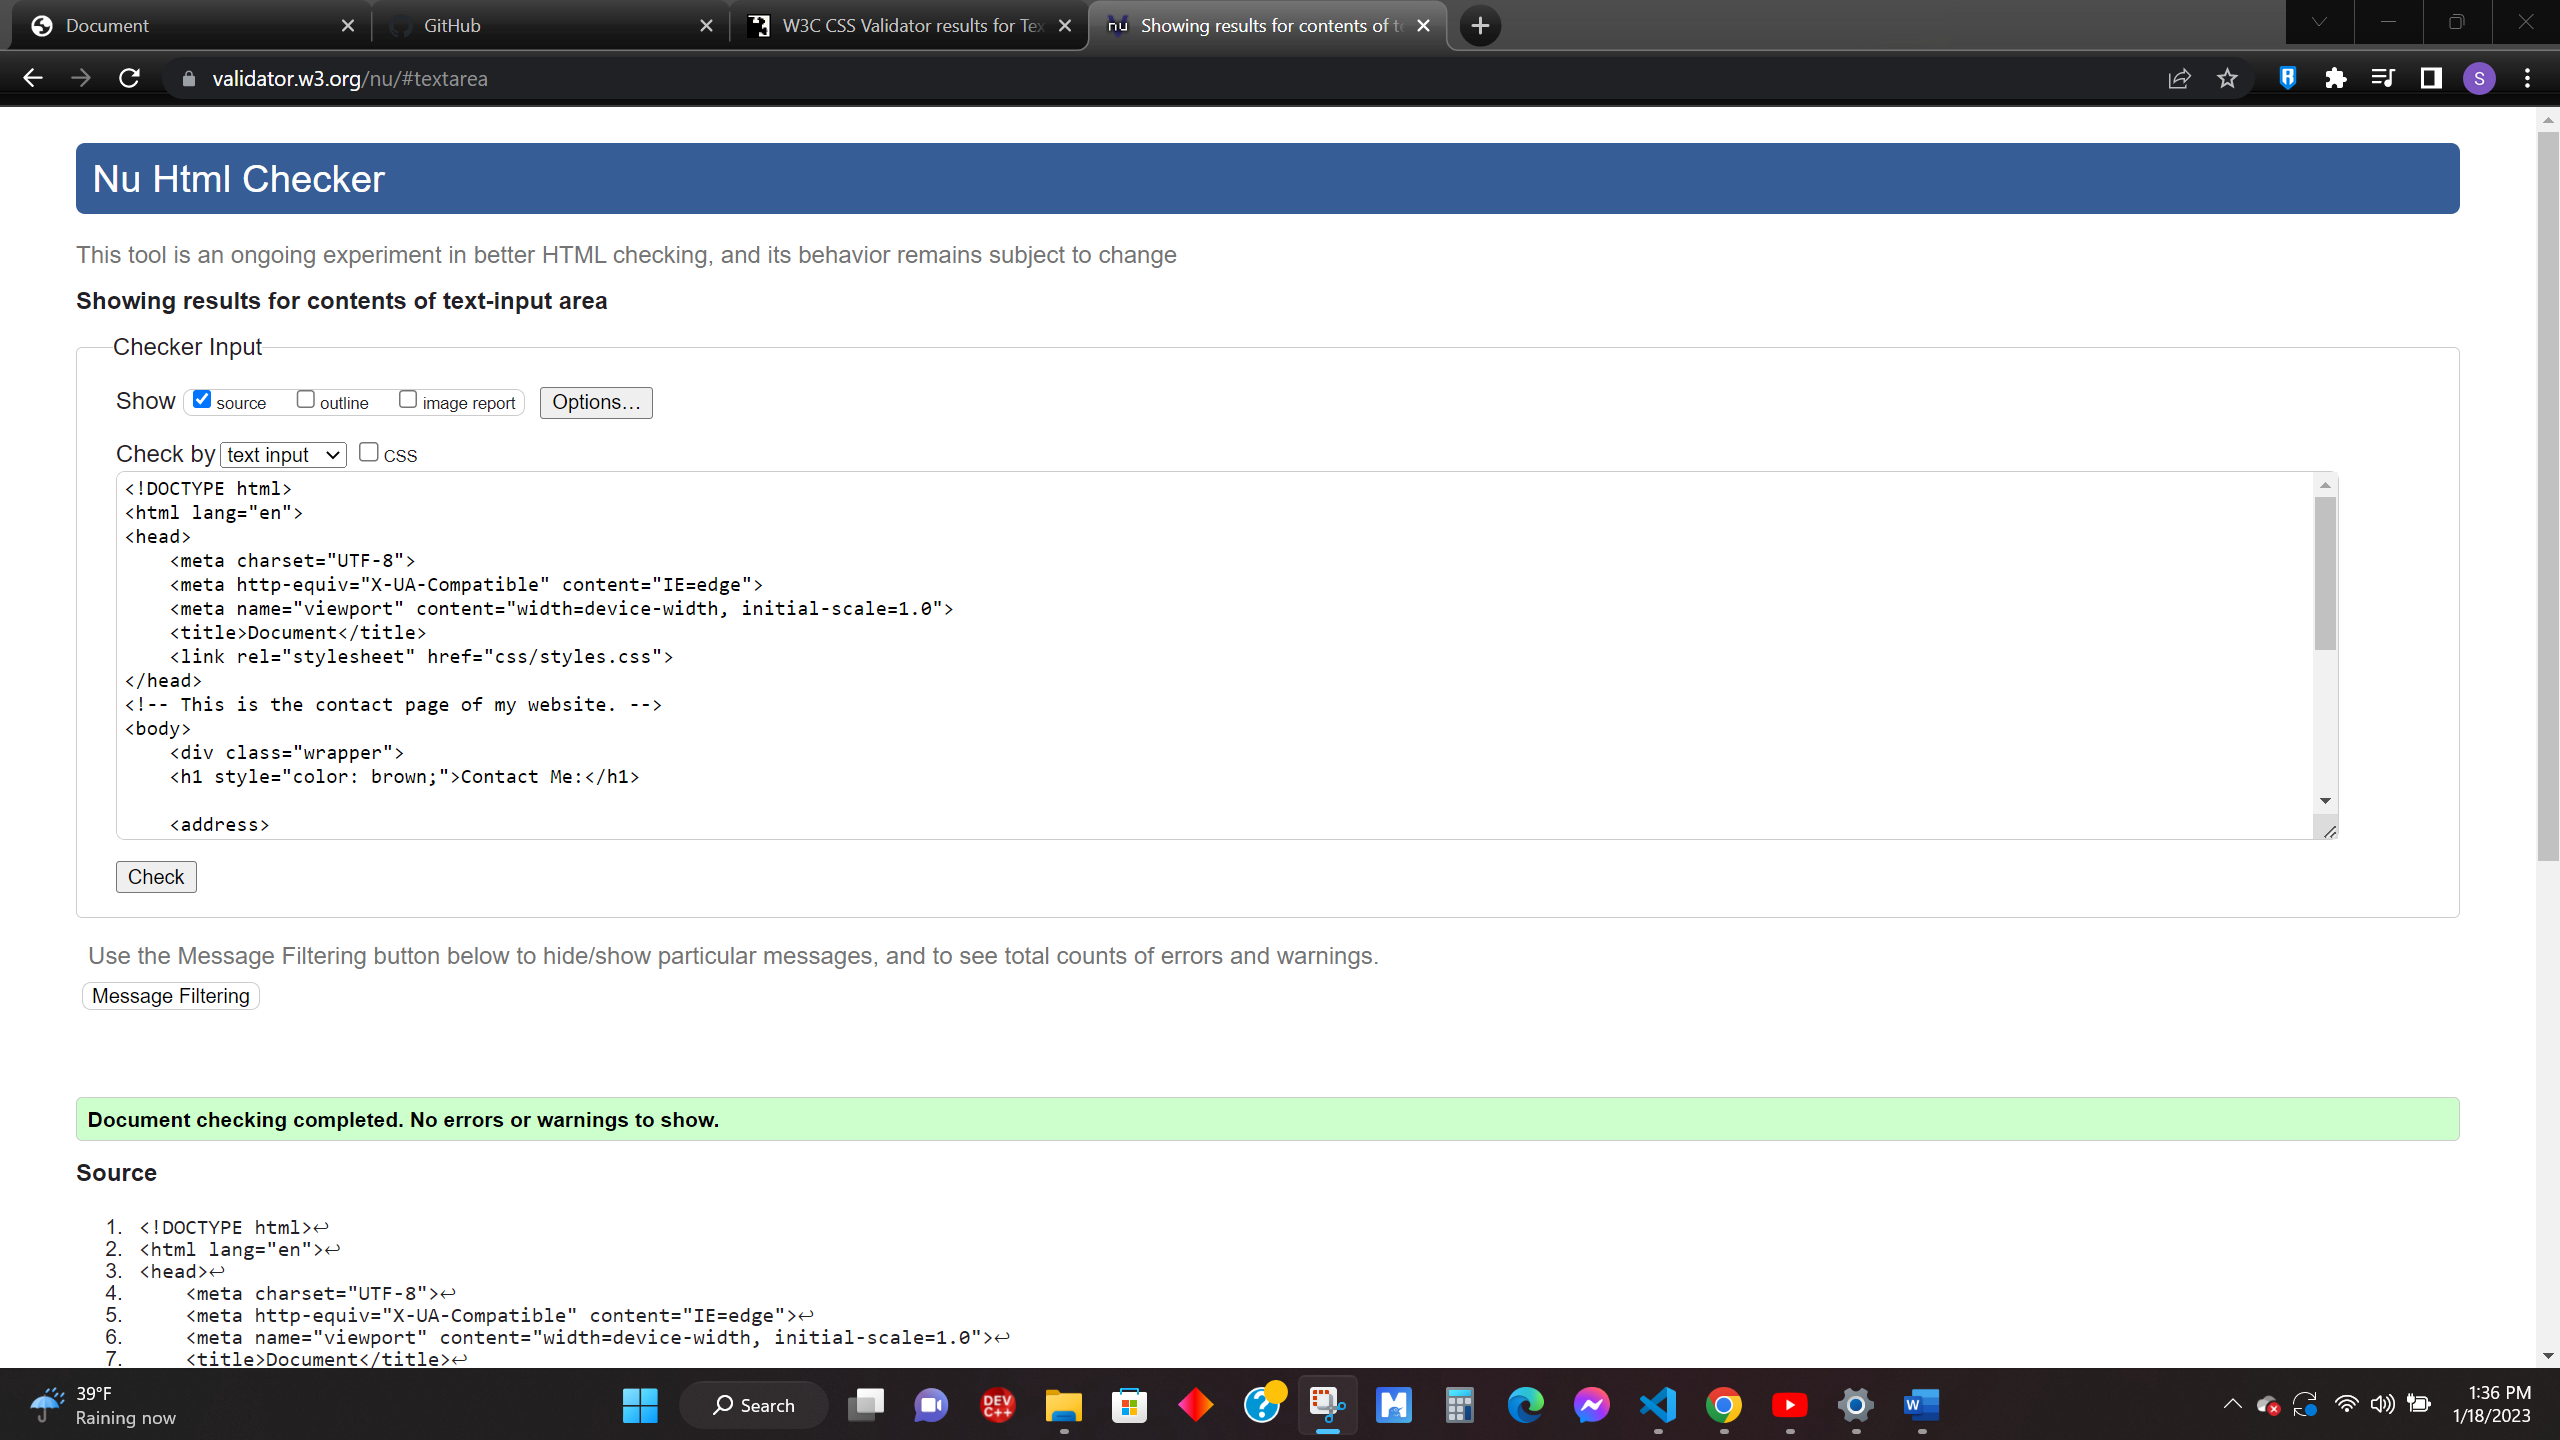 Document
GitHub
W3C CSS Validator results for Tex
nu Showing results for contents of te
validator.w3.org/nu/#textarea
S
Nu Html Checker
This tool is an ongoing experiment in better HTML checking, and its behavior remains subject to change
Showing results for contents of text-input area
Checker Input
Show source outline image report Options...
Check by text input CSS
<!DOCTYPE html>
<html lang="en">
<head>
    <meta charset="UTF-8">
    <meta http-equiv="X-UA-Compatible" content="IE=edge">
    <meta name="viewport" content="width=device-width, initial-scale=1.0">
    <title>Document</title>
    <link rel="stylesheet" href="css/styles.css">
</head>
<!-- This is the contact page of my website. -->
<body>
    <div class="wrapper">
    <h1 style="color: brown;">Contact Me:</h1>
    <address>
Check
Use the Message Filtering button below to hide/show particular messages, and to see total counts of errors and warnings.
Message Filtering
Document checking completed. No errors or warnings to show.
Source
1. <!DOCTYPE html>↩
2. <html lang="en">↩
3. <head>↩
4.     <meta charset="UTF-8">↩
5.     <meta http-equiv="X-UA-Compatible" content="IE=edge">↩
6.     <meta name="viewport" content="width=device-width, initial-scale=1.0">↩
7.     <title>Document</title>↩
39°F
Raining now
Search
DEV
C++
1:36 PM
1/18/2023